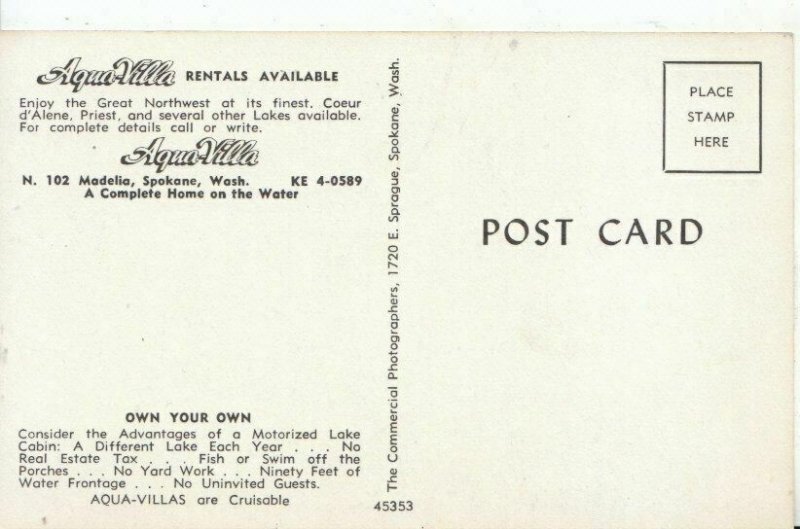 Aqua-Villa RENTALS AVAILABLE
Enjoy the Great Northwest at its finest. Coeur
d'Alene, Priest, and several other Lakes available.
For complete details call or write.
Aqua-Villa
N. 102 Madelia, Spokane, Wash. KE 4-0589
A Complete Home on the Water
OWN YOUR OWN
Consider the Advantages of a Motorized Lake
Cabin: A Different Lake Each Year . . . No
Real Estate Tax . . . Fish or Swim off the
Porches . . . No Yard Work . . . Ninety Feet of
Water Frontage . . . No Uninvited Guests.
AQUA-VILLAS are Cruisable
The Commercial Photographers, 1720 E. Sprague, Spokane, Wash.
45353
PLACE
STAMP
HERE
POST CARD